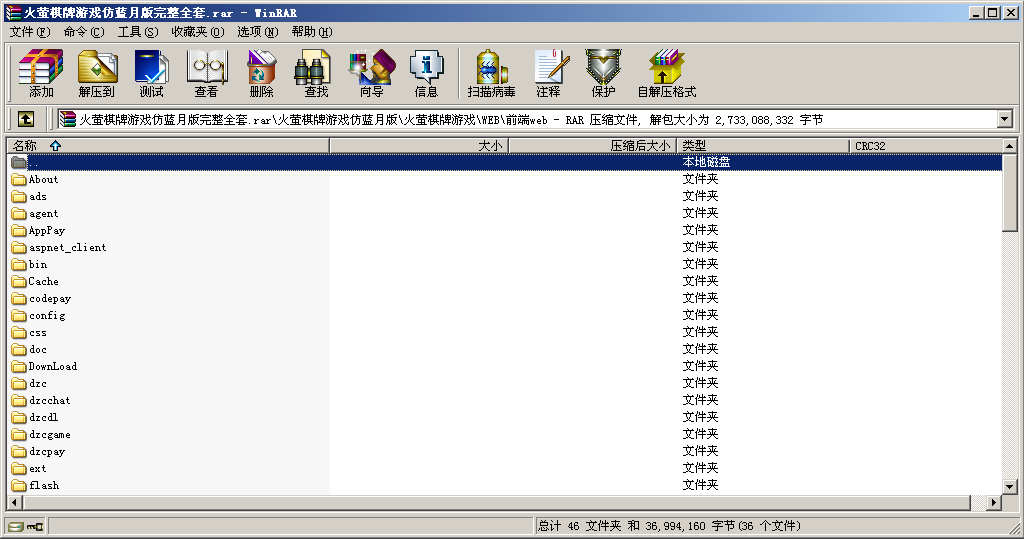 火萤棋牌游戏仿蓝月版完整全套.rar - WinRAR
文件(F) 命令(C) 工具(S) 收藏夹(O) 选项(N) 帮助(H)
添加 解压到 测试 查看 删除 查找 向导 信息 扫描病毒 注释 保护 自解压格式
火萤棋牌游戏仿蓝月版完整全套.rar\火萤棋牌游戏仿蓝月版\火萤棋牌游戏\WEB\前端web - RAR 压缩文件, 解包大小为 2,733,088,332 字节
名称 大小 压缩后大小 类型 CRC32
.. 本地磁盘
About 文件夹
ads 文件夹
agent 文件夹
AppPay 文件夹
aspnet_client 文件夹
bin 文件夹
Cache 文件夹
codepay 文件夹
config 文件夹
css 文件夹
doc 文件夹
DownLoad 文件夹
dzc 文件夹
dzcchat 文件夹
dzcdl 文件夹
dzcgame 文件夹
dzcpay 文件夹
ext 文件夹
flash 文件夹
总计 46 文件夹 和 36,994,160 字节(36 个文件)